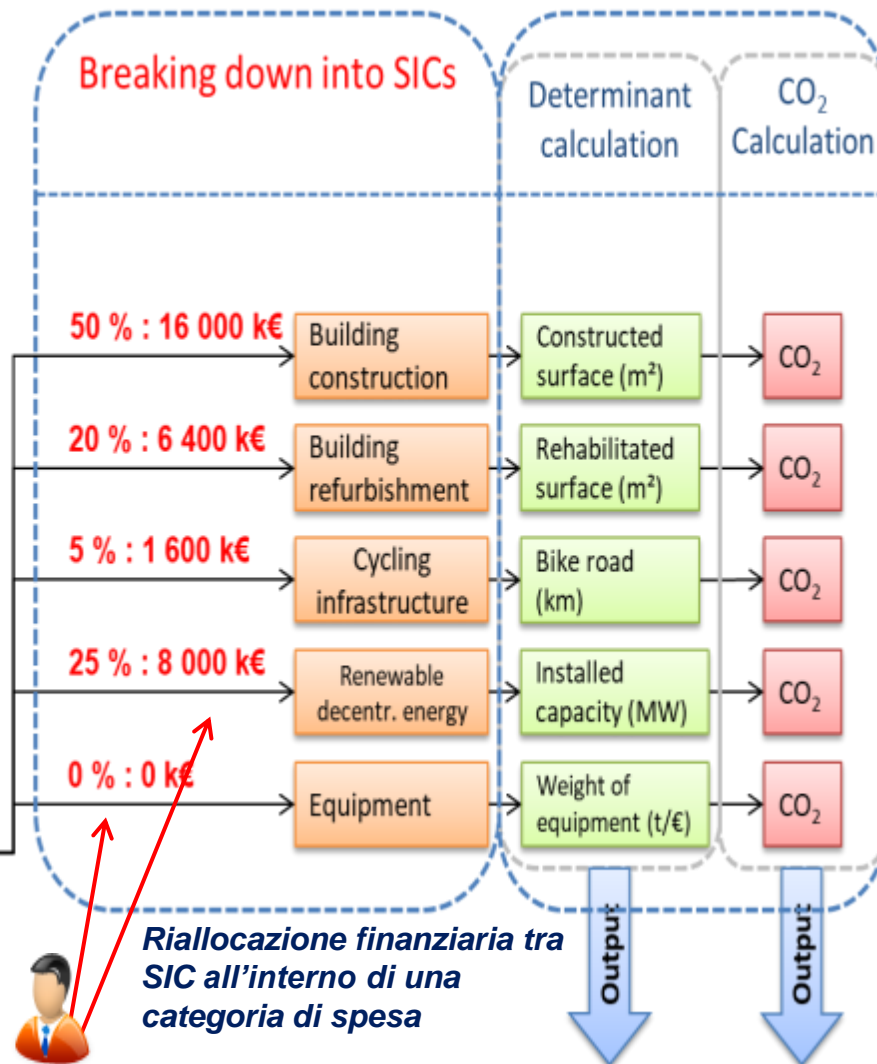 Breaking down into SICs
Determinant
calculation
CO₂
Calculation
50 % : 16 000 k€
Building
construction
Constructed
surface (m²)
CO₂
20 % : 6 400 k€
Building
refurbishment
Rehabilitated
surface (m²)
CO₂
5 % : 1 600 k€
Cycling
infrastructure
Bike road
(km)
CO₂
25 % : 8 000 k€
Renewable
decentr. energy
Installed
capacity (MW)
CO₂
0 % : 0 k€
Equipment
Weight of
equipment (t/€)
CO₂
Riallocazione finanziaria tra
SIC all’interno di una
categoria di spesa
Output
Output